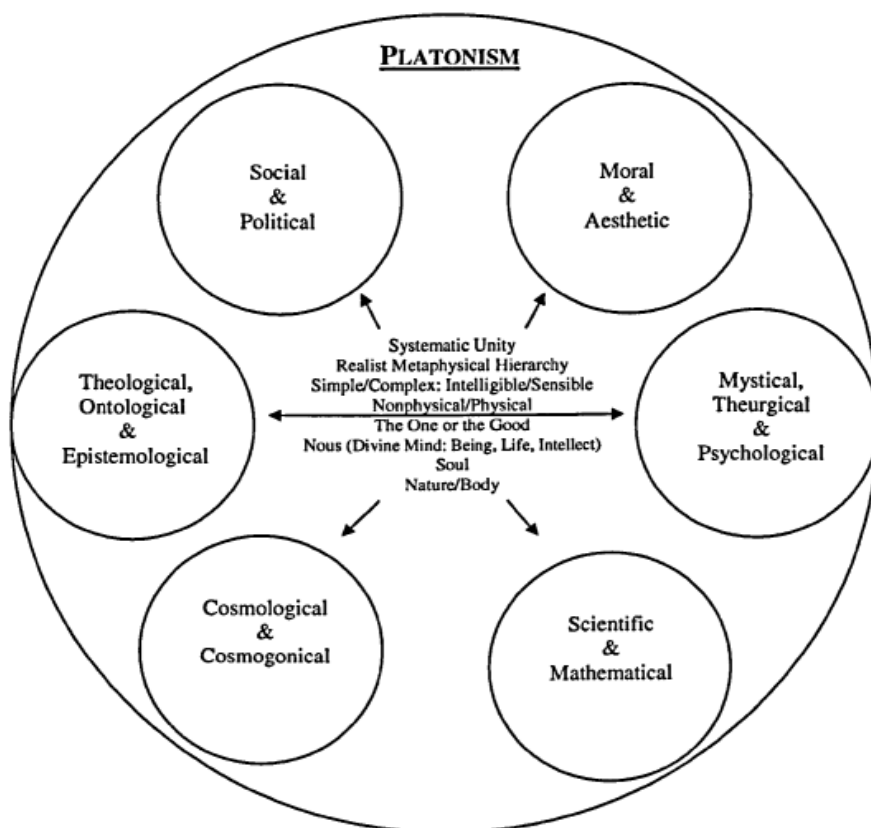 PLATONISM
Social
&
Political
Moral
&
Aesthetic
Theological,
Ontological
&
Epistemological
Systematic Unity
Realist Metaphysical Hierarchy
Simple/Complex: Intelligible/Sensible
Nonphysical/Physical
The One or the Good
Nous (Divine Mind: Being, Life, Intellect)
Soul
Nature/Body
Mystical,
Theurgical
&
Psychological
Cosmological
&
Cosmogonical
Scientific
&
Mathematical